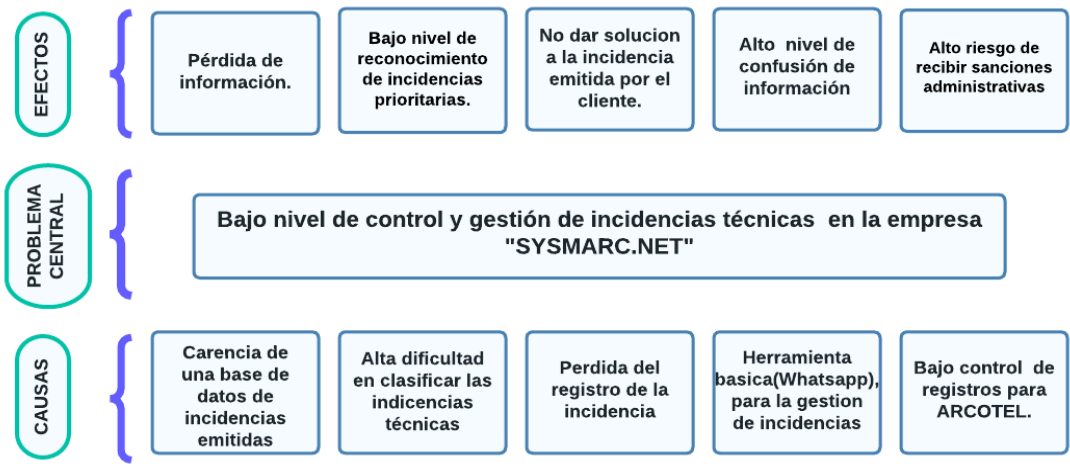 EFECTOS
Pérdida de
información.
Bajo nivel de
reconocimiento
de incidencias
prioritarias.
No dar solucion
a la incidencia
emitida por el
cliente.
Alto nivel de
confusión de
información
Alto riesgo de
recibir sanciones
administrativas
PROBLEMA
CENTRAL
Bajo nivel de control y gestión de incidencias técnicas en la empresa
"SYSMARC.NET"
CAUSAS
Carencia de
una base de
datos de
incidencias
emitidas
Alta dificultad
en clasificar las
indicencias
técnicas
Perdida del
registro de la
incidencia
Herramienta
basica(Whatsapp),
para la gestion
de incidencias
Bajo control de
registros para
ARCOTEL.